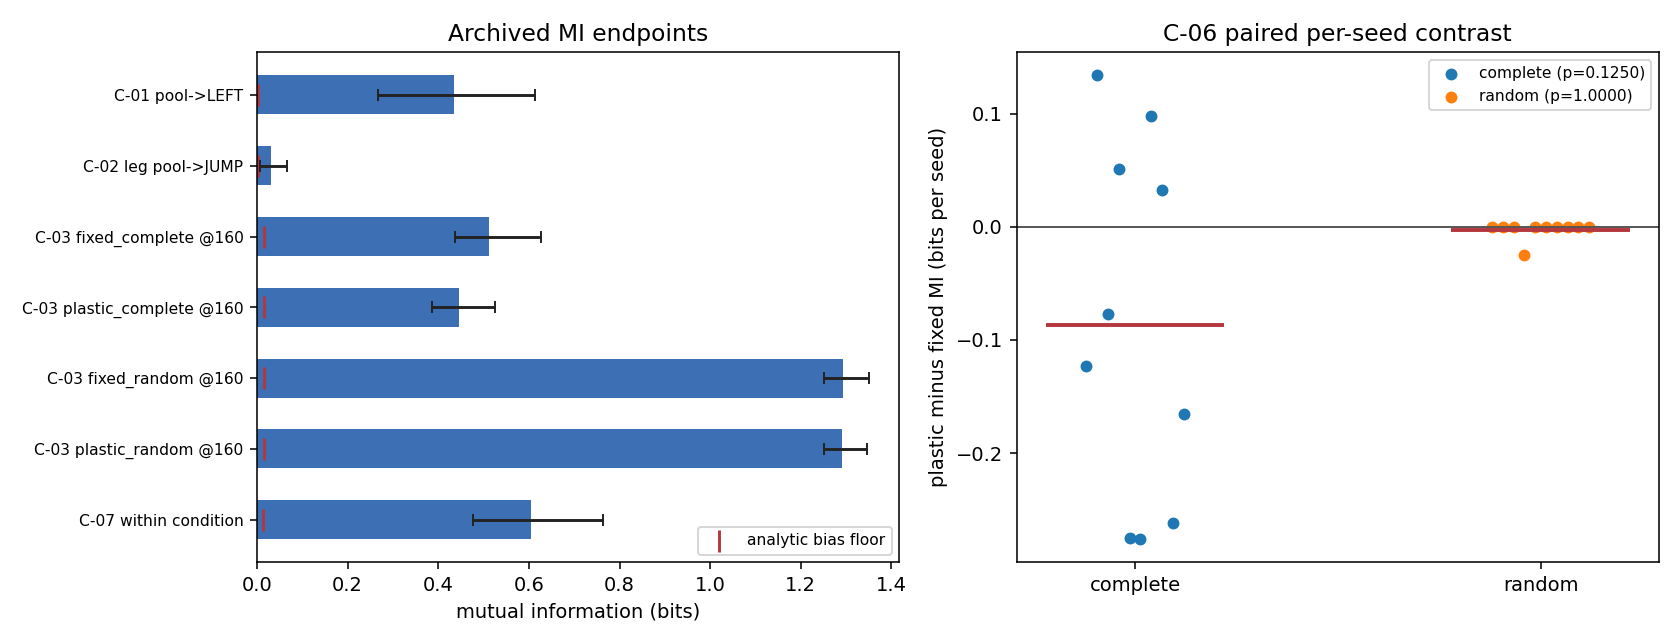 Archived MI endpoints
C-01 pool->LEFT
C-02 leg pool->JUMP
C-03 fixed_complete @160
C-03 plastic_complete @160
C-03 fixed_random @160
C-03 plastic_random @160
C-07 within condition
analytic bias floor
0.0 0.2 0.4 0.6 0.8 1.0 1.2 1.4
mutual information (bits)
C-06 paired per-seed contrast
complete (p=0.1250)
random (p=1.0000)
plastic minus fixed MI (bits per seed)
0.1
0.0
−0.1
−0.2
complete random